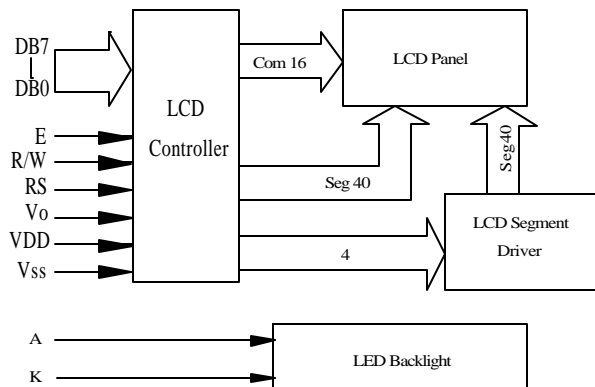 DB7
DB0
E
R/W
RS
Vo
VDD
Vss
LCD
Controller
Com 16
LCD Panel
Seg 40
Seg40
4
LCD Segment
Driver
A
K
LED Backlight